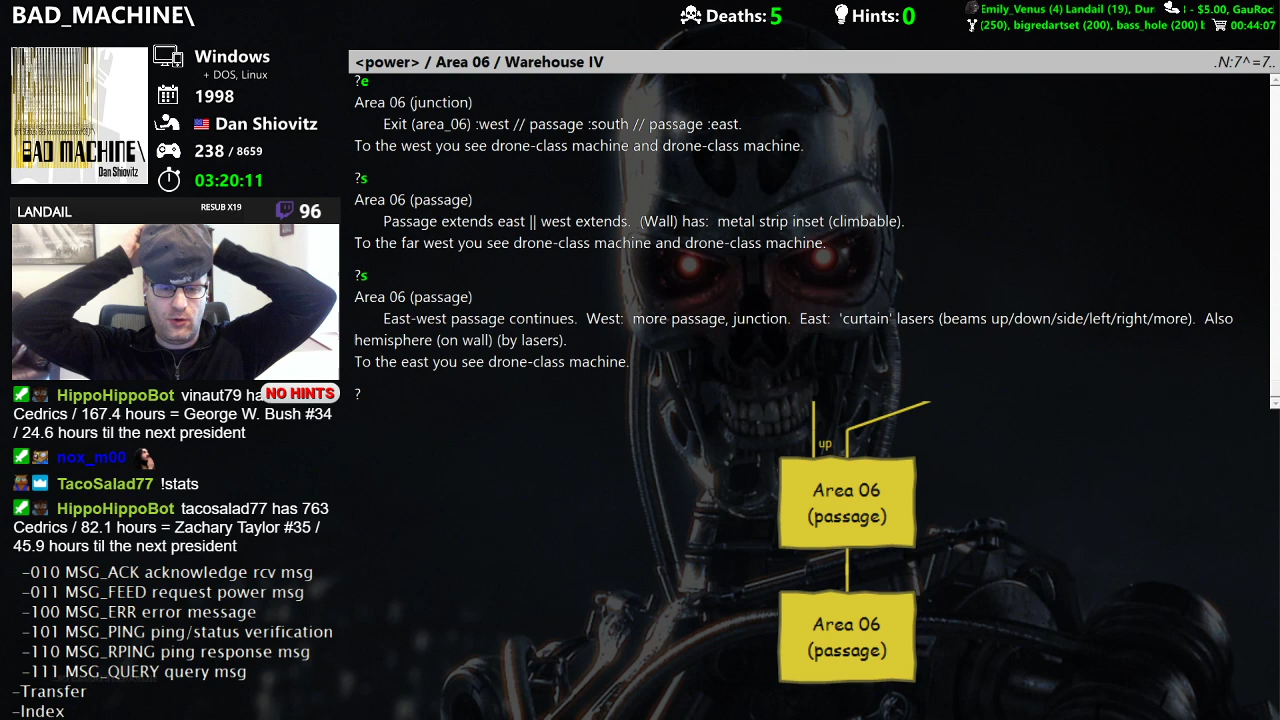 BAD_MACHINE\
Deaths: 5
Hints: 0
Emily_Venus (4) Landail (19), Dur
- $5.00, GauRoc
(250), bigredartset (200), bass_hole (200)
00:44:07
Windows
+ DOS, Linux
1998
Dan Shiovitz
238 / 8659
03:20:11
BAD MACHINE\
Dan Shiovitz
LANDAIL
RESUB X19
96
<power> / Area 06 / Warehouse IV
.N:7^=7..
?e
Area 06 (junction)
Exit (area_06) :west // passage :south // passage :east.
To the west you see drone-class machine and drone-class machine.
?s
Area 06 (passage)
Passage extends east || west extends. (Wall) has: metal strip inset (climbable).
To the far west you see drone-class machine and drone-class machine.
?s
Area 06 (passage)
East-west passage continues. West: more passage, junction. East: 'curtain' lasers (beams up/down/side/left/right/more). Also
hemisphere (on wall) (by lasers).
To the east you see drone-class machine.
?
up
Area 06
(passage)
Area 06
(passage)
HippoHippoBot vinaut79 ha
NO HINTS
Cedrics / 167.4 hours = George W. Bush #34
/ 24.6 hours til the next president
nox_m00
TacoSalad77 !stats
HippoHippoBot tacosalad77 has 763
Cedrics / 82.1 hours = Zachary Taylor #35 /
45.9 hours til the next president
-010 MSG_ACK acknowledge rcv msg
-011 MSG_FEED request power msg
-100 MSG_ERR error message
-101 MSG_PING ping/status verification
-110 MSG_RPING ping response msg
-111 MSG_QUERY query msg
-Transfer
-Index